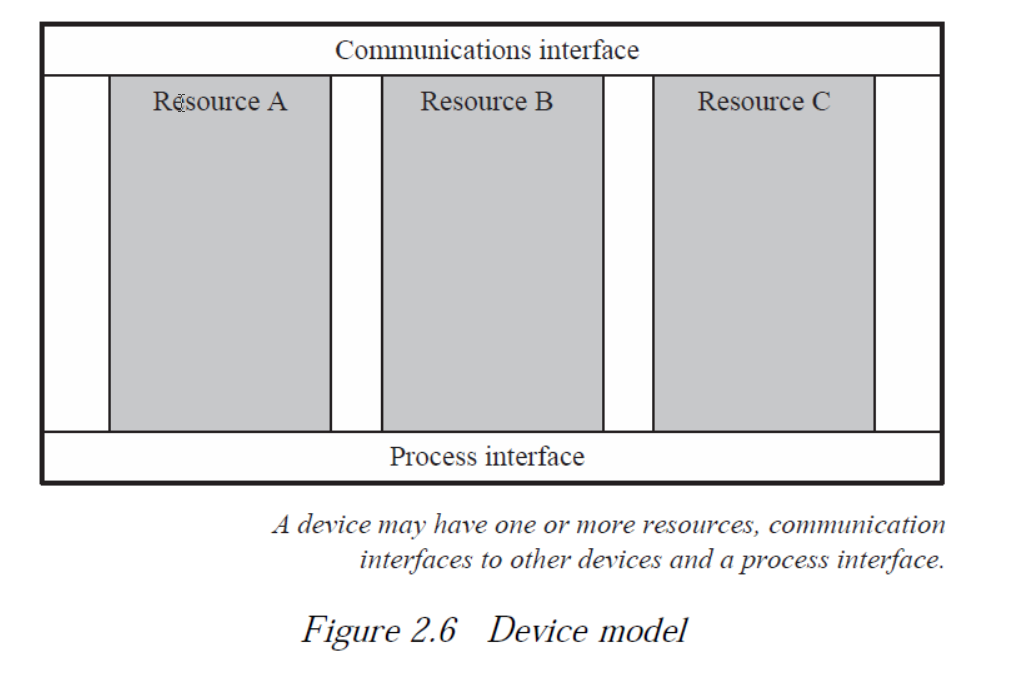 Communications interface
Resource A
Resource B
Resource C
Process interface
A device may have one or more resources, communication
interfaces to other devices and a process interface.
Figure 2.6 Device model